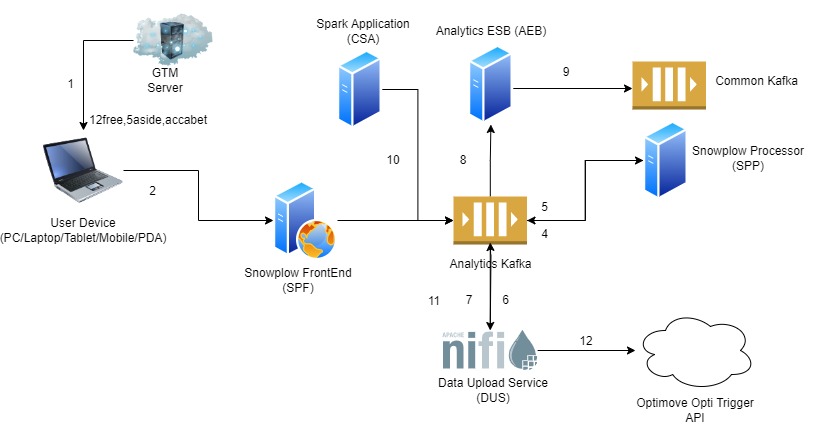 Spark Application
(CSA)
Analytics ESB (AEB)
GTM
Server
1
9
Common Kafka
12free,5aside,accabet
Snowplow Processor
(SPP)
10
8
2
5
4
User Device
(PC/Laptop/Tablet/Mobile/PDA)
Snowplow FrontEnd
(SPF)
Analytics Kafka
11
7
6
APACHE
nifi
12
Data Upload Service
(DUS)
Optimove Opti Trigger
API